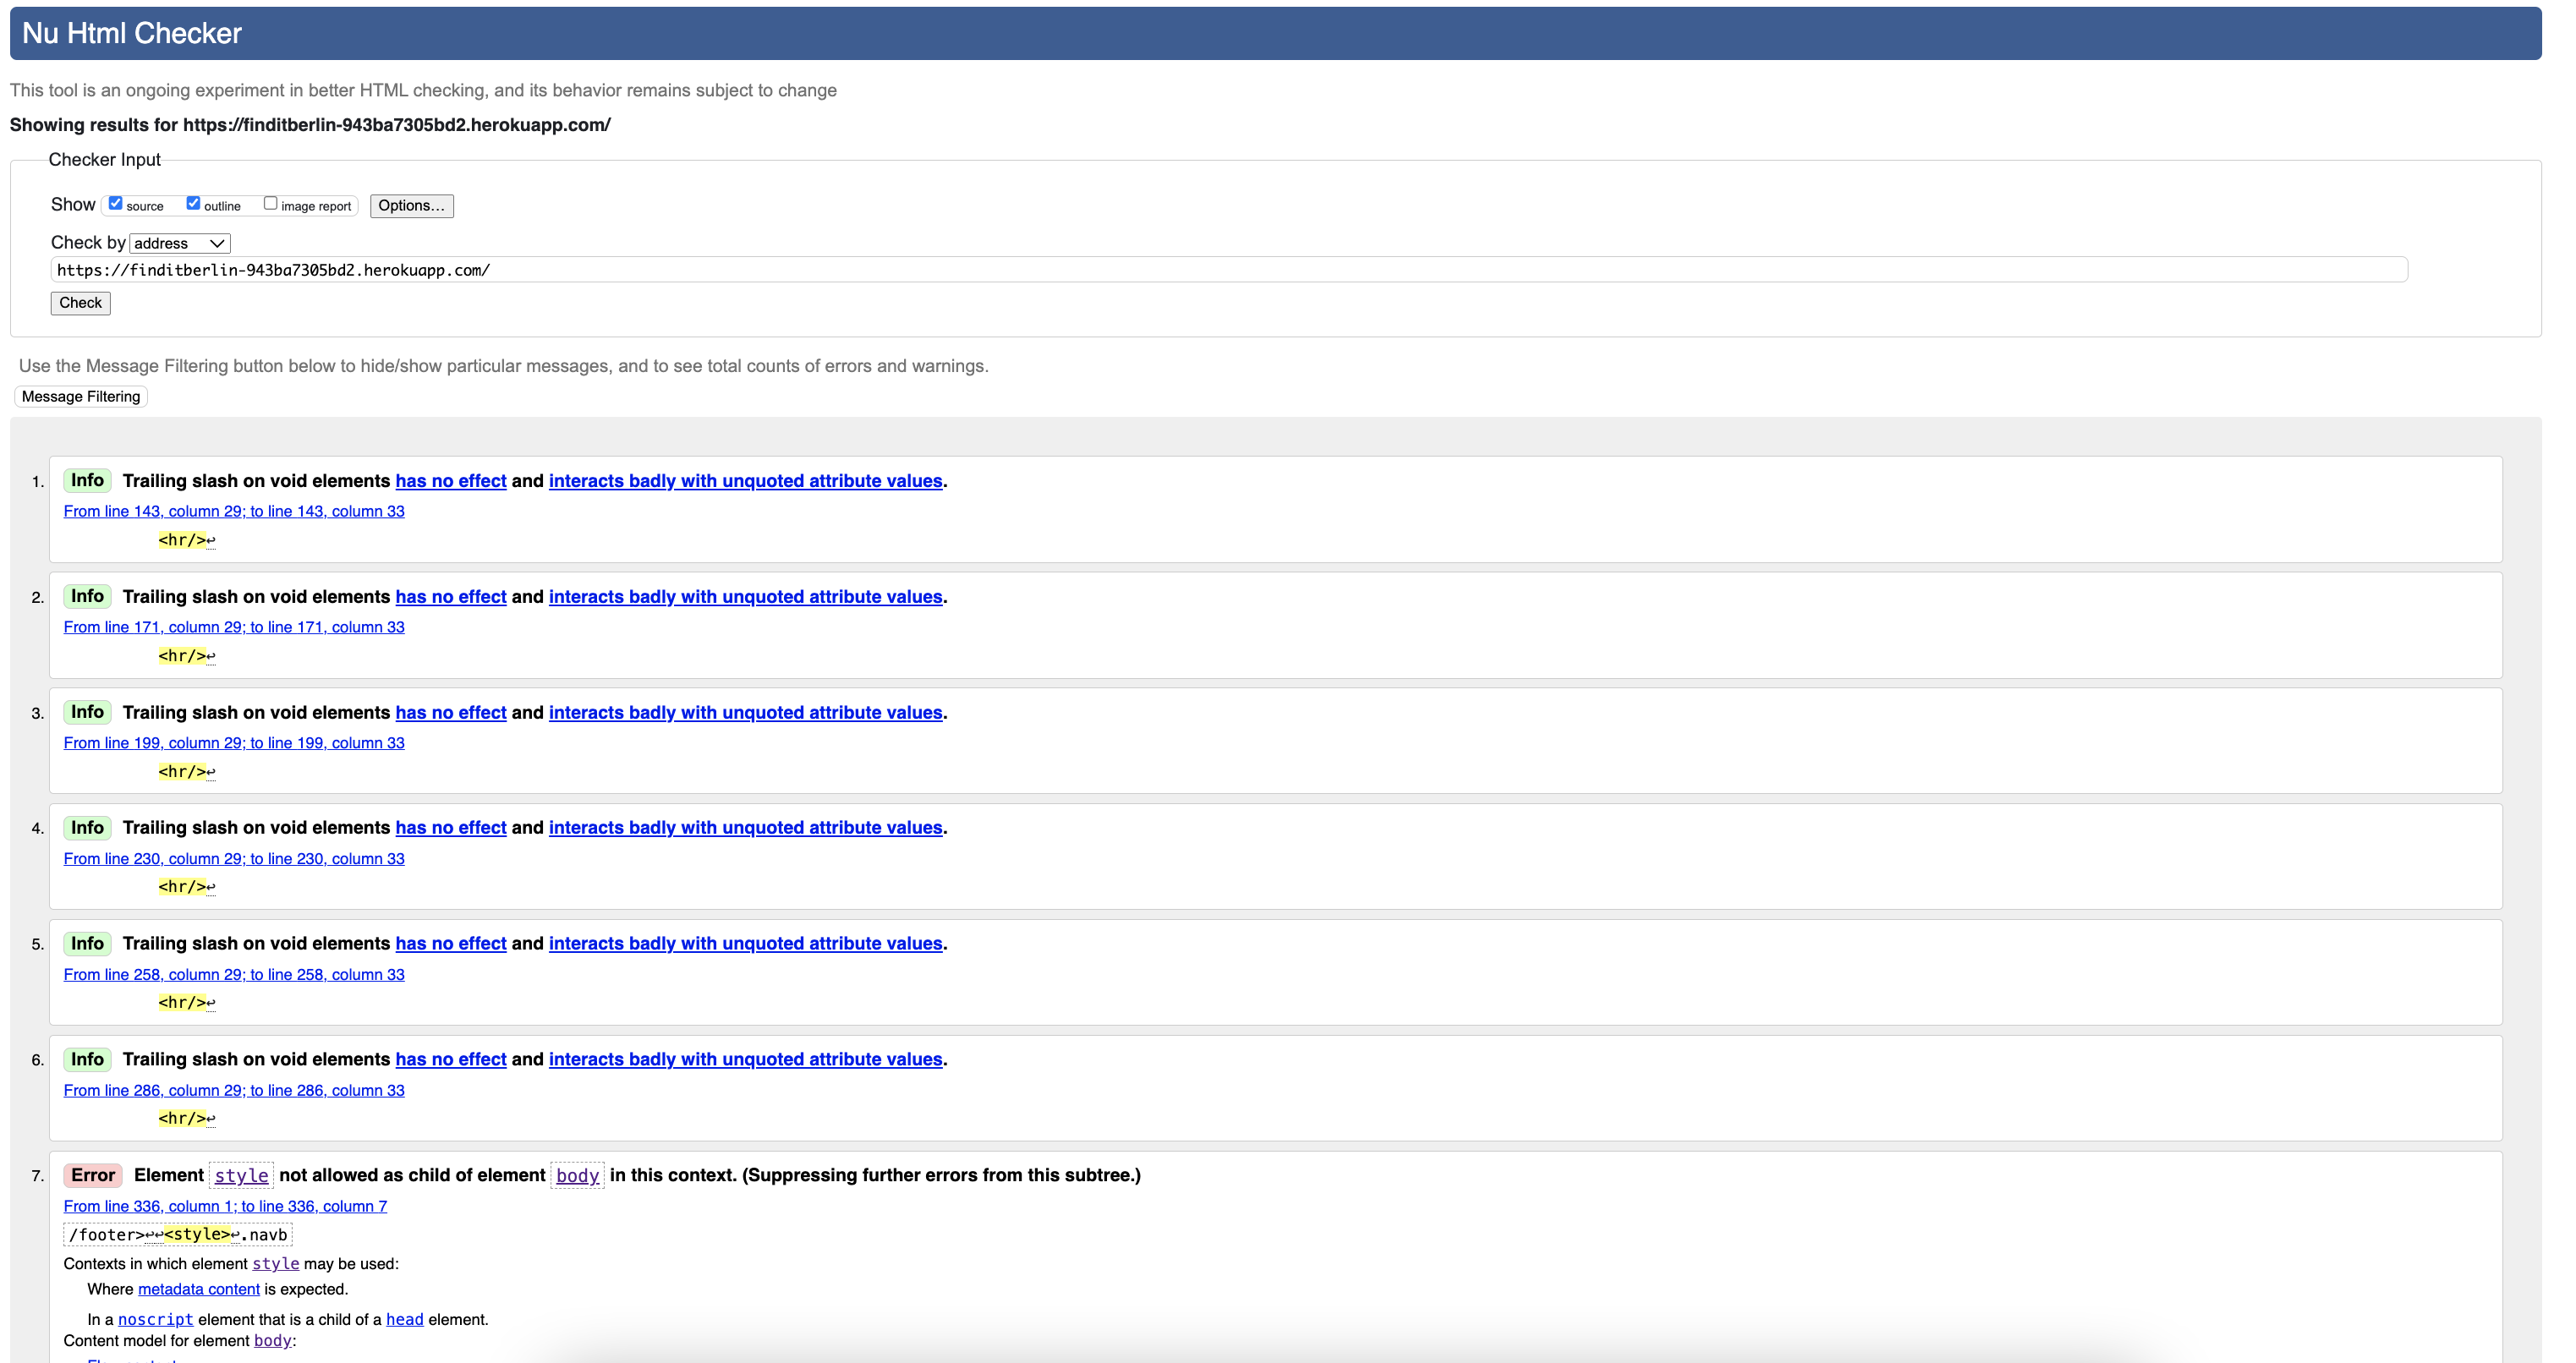 Nu Html Checker
This tool is an ongoing experiment in better HTML checking, and its behavior remains subject to change
Showing results for https://finditberlin-943ba7305bd2.herokuapp.com/
Checker Input
Show source outline image report Options...
Check by address
https://finditberlin-943ba7305bd2.herokuapp.com/
Check
Use the Message Filtering button below to hide/show particular messages, and to see total counts of errors and warnings.
Message Filtering
1. Info Trailing slash on void elements has no effect and interacts badly with unquoted attribute values.
From line 143, column 29; to line 143, column 33
<hr/>↩
2. Info Trailing slash on void elements has no effect and interacts badly with unquoted attribute values.
From line 171, column 29; to line 171, column 33
<hr/>↩
3. Info Trailing slash on void elements has no effect and interacts badly with unquoted attribute values.
From line 199, column 29; to line 199, column 33
<hr/>↩
4. Info Trailing slash on void elements has no effect and interacts badly with unquoted attribute values.
From line 230, column 29; to line 230, column 33
<hr/>↩
5. Info Trailing slash on void elements has no effect and interacts badly with unquoted attribute values.
From line 258, column 29; to line 258, column 33
<hr/>↩
6. Info Trailing slash on void elements has no effect and interacts badly with unquoted attribute values.
From line 286, column 29; to line 286, column 33
<hr/>↩
7. Error Element style not allowed as child of element body in this context. (Suppressing further errors from this subtree.)
From line 336, column 1; to line 336, column 7
/footer>↩↩<style>↩.navb
Contexts in which element style may be used:
Where metadata content is expected.
In a noscript element that is a child of a head element.
Content model for element body: